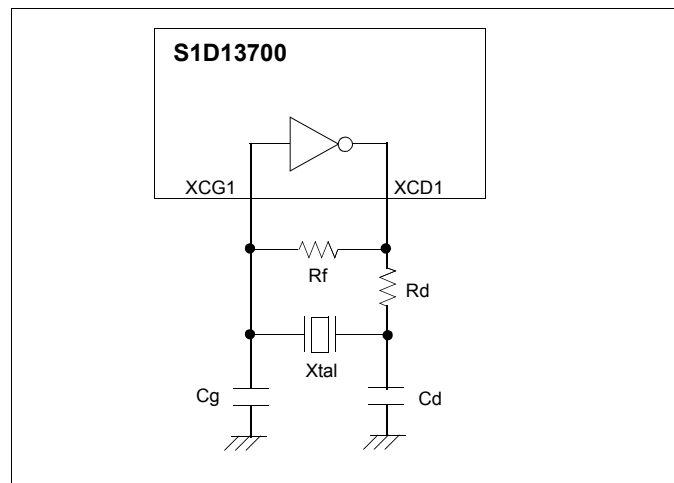 S1D13700
XCG1
XCD1
Rf
Rd
Xtal
Cg
Cd